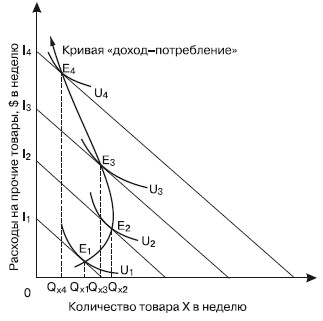 Расходы на прочие товары, $ в неделю
I4
Кривая «доход–потребление»
E4
U4
I3
I2
E3
U3
I1
E2
U2
E1
U1
0
Qx4 Qx1 Qx3 Qx2
Количество товара X в неделю